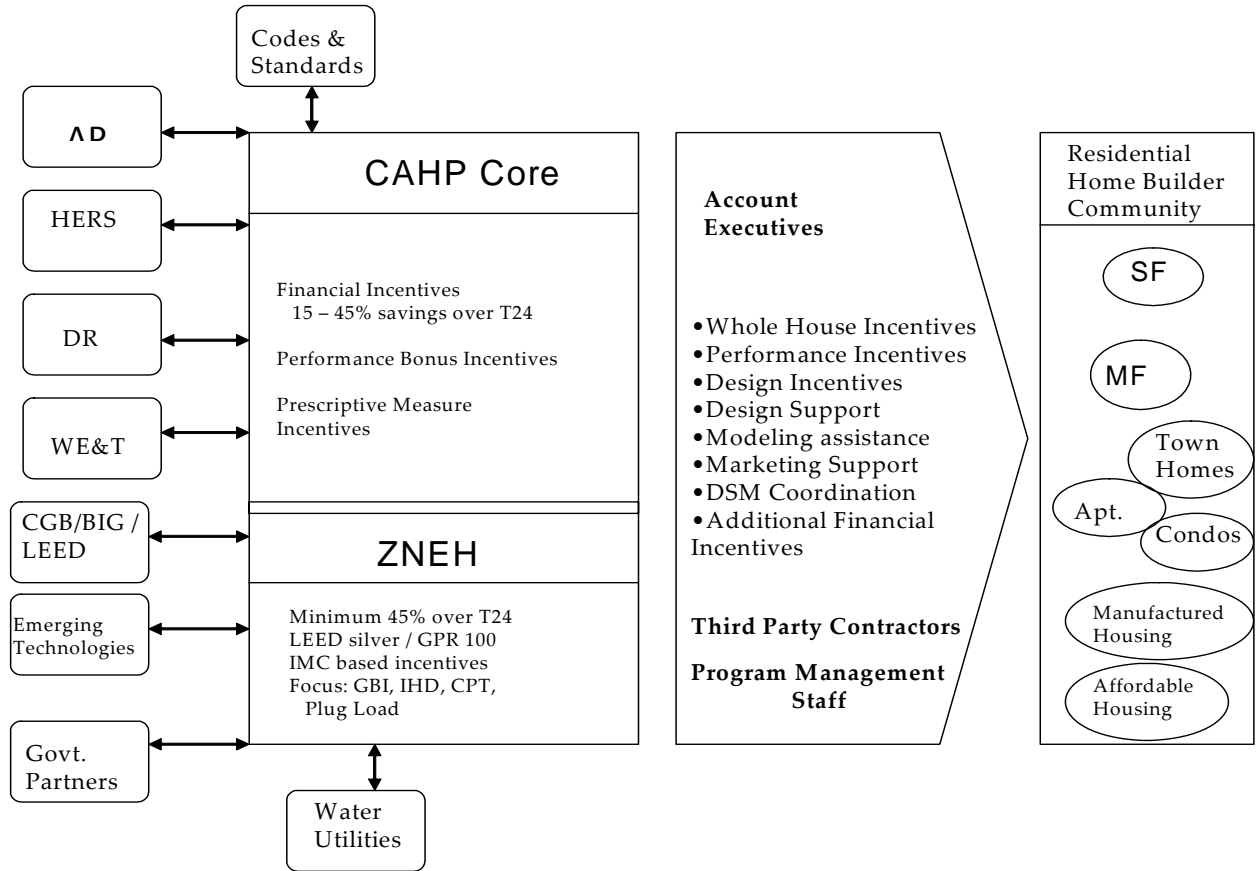 Codes &
Standards
HERS
DR
WE&T
CGB/BIG /
LEED
Emerging
Technologies
Govt.
Partners
CAHP Core
Financial Incentives
15 – 45% savings over T24
Performance Bonus Incentives
Prescriptive Measure
Incentives
ZNEH
Minimum 45% over T24
LEED silver / GPR 100
IMC based incentives
Focus: GBI, IHD, CPT,
Plug Load
Water
Utilities
Account
Executives
•Whole House Incentives
•Performance Incentives
•Design Incentives
•Design Support
•Modeling assistance
•Marketing Support
•DSM Coordination
•Additional Financial
Incentives
Third Party Contractors
Program Management
Staff
Residential
Home Builder
Community
SF
MF
Town
Homes
Apt.
Condos
Manufactured
Housing
Affordable
Housing